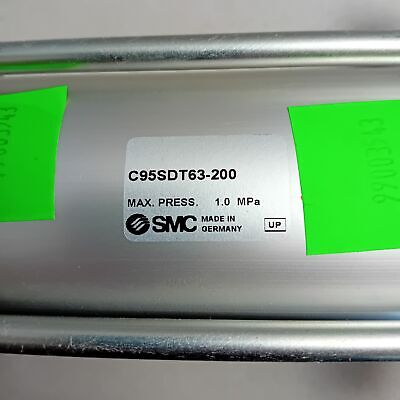 C95SDT63-200
MAX. PRESS. 1.0 MPa
SMC MADE IN GERMANY UP